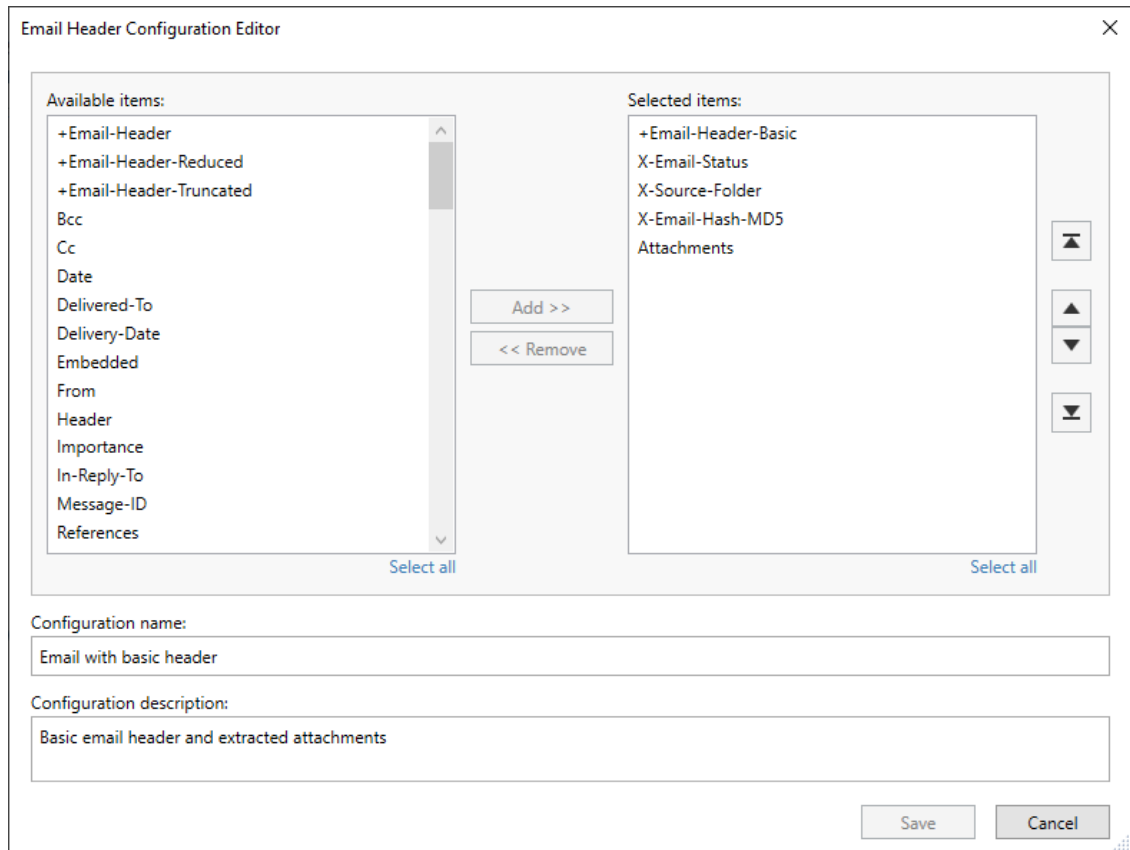 Email Header Configuration Editor
Available items:
+Email-Header
+Email-Header-Reduced
+Email-Header-Truncated
Bcc
Cc
Date
Delivered-To
Delivery-Date
Embedded
From
Header
Importance
In-Reply-To
Message-ID
References
Select all
Add >>
<< Remove
Selected items:
+Email-Header-Basic
X-Email-Status
X-Source-Folder
X-Email-Hash-MD5
Attachments
Select all
Configuration name:
Email with basic header
Configuration description:
Basic email header and extracted attachments
Save
Cancel